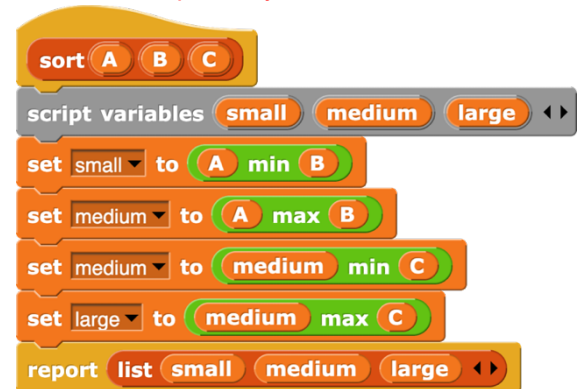 sort A B C
script variables small medium large
set small to A min B
set medium to A max B
set medium to medium min C
set large to medium max C
report list small medium large